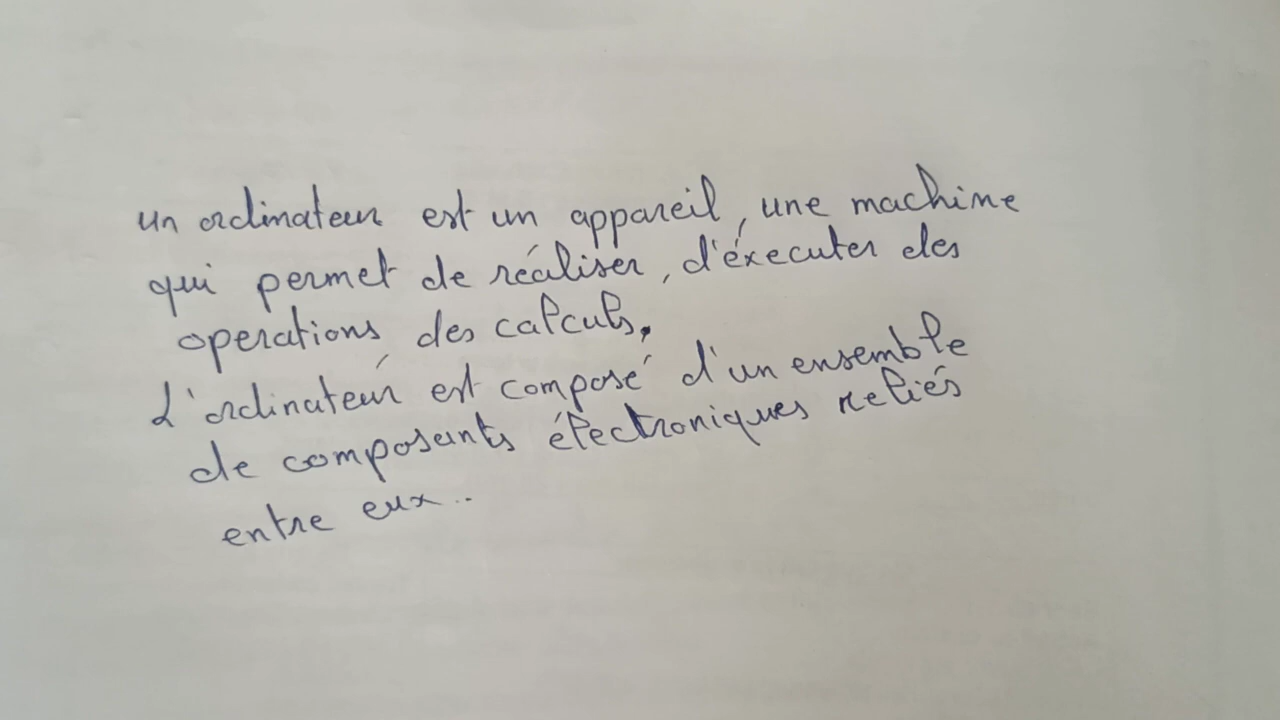 un ordinateur est un appareil, une machine
qui permet de réaliser, d'éxecuter des
operations des calculs.
L'ordinateur est composé d'un ensemble
de composants électroniques reliés
entre eux..